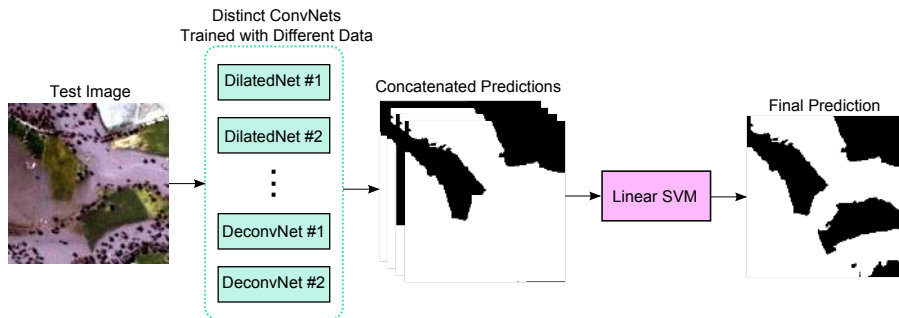 Distinct ConvNets
Trained with Different Data
Test Image
DilatedNet #1
DilatedNet #2
DeconvNet #1
DeconvNet #2
Concatenated Predictions
Linear SVM
Final Prediction